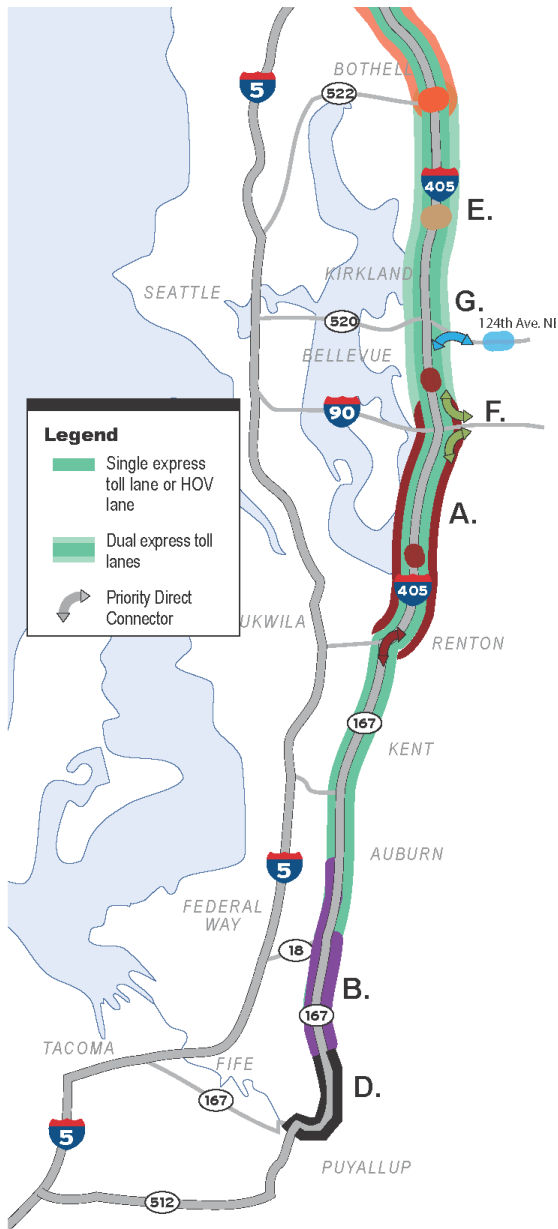 BOTHELL
5
522
405
E.
KIRKLAND
SEATTLE
G.
124th Ave. NE
520
BELLEVUE
F.
90
Legend
Single express
toll lane or HOV
lane
Dual express toll
lanes
Priority Direct
Connector
A.
405
UKWILA
RENTON
167
KENT
AUBURN
5
FEDERAL
WAY
18
B.
167
TACOMA
FIFE
D.
167
5
PUYALLUP
512